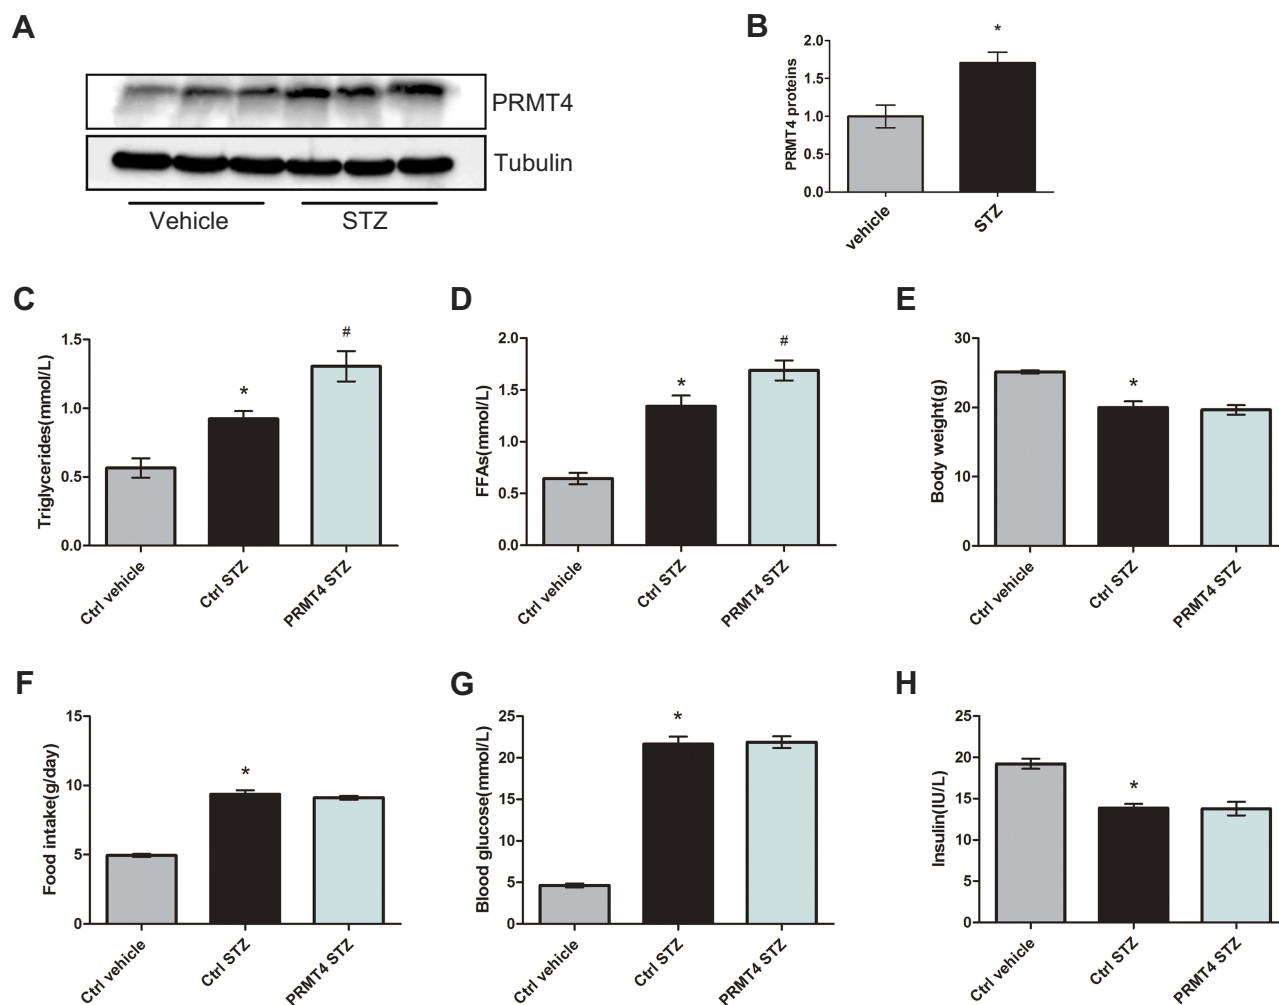 A
PRMT4
Tubulin
Vehicle STZ
B
*
PRMT4 proteins
2.0
1.5
1.0
0.5
0.0
vehicle
STZ
C
Triglycerides(mmol/L)
1.5
1.0
0.5
0.0
*
#
Ctrl vehicle
Ctrl STZ
PRMT4 STZ
D
FFAs(mmol/L)
2.0
1.5
1.0
0.5
0.0
*
#
Ctrl vehicle
Ctrl STZ
PRMT4 STZ
E
Body weight(g)
30
20
10
0
*
Ctrl vehicle
Ctrl STZ
PRMT4 STZ
F
Food intake(g/day)
15
10
5
0
*
Ctrl vehicle
Ctrl STZ
PRMT4 STZ
G
Blood glucose(mmol/L)
25
20
15
10
5
0
*
Ctrl vehicle
Ctrl STZ
PRMT4 STZ
H
Insulin(IU/L)
25
20
15
10
5
0
*
Ctrl vehicle
Ctrl STZ
PRMT4 STZ